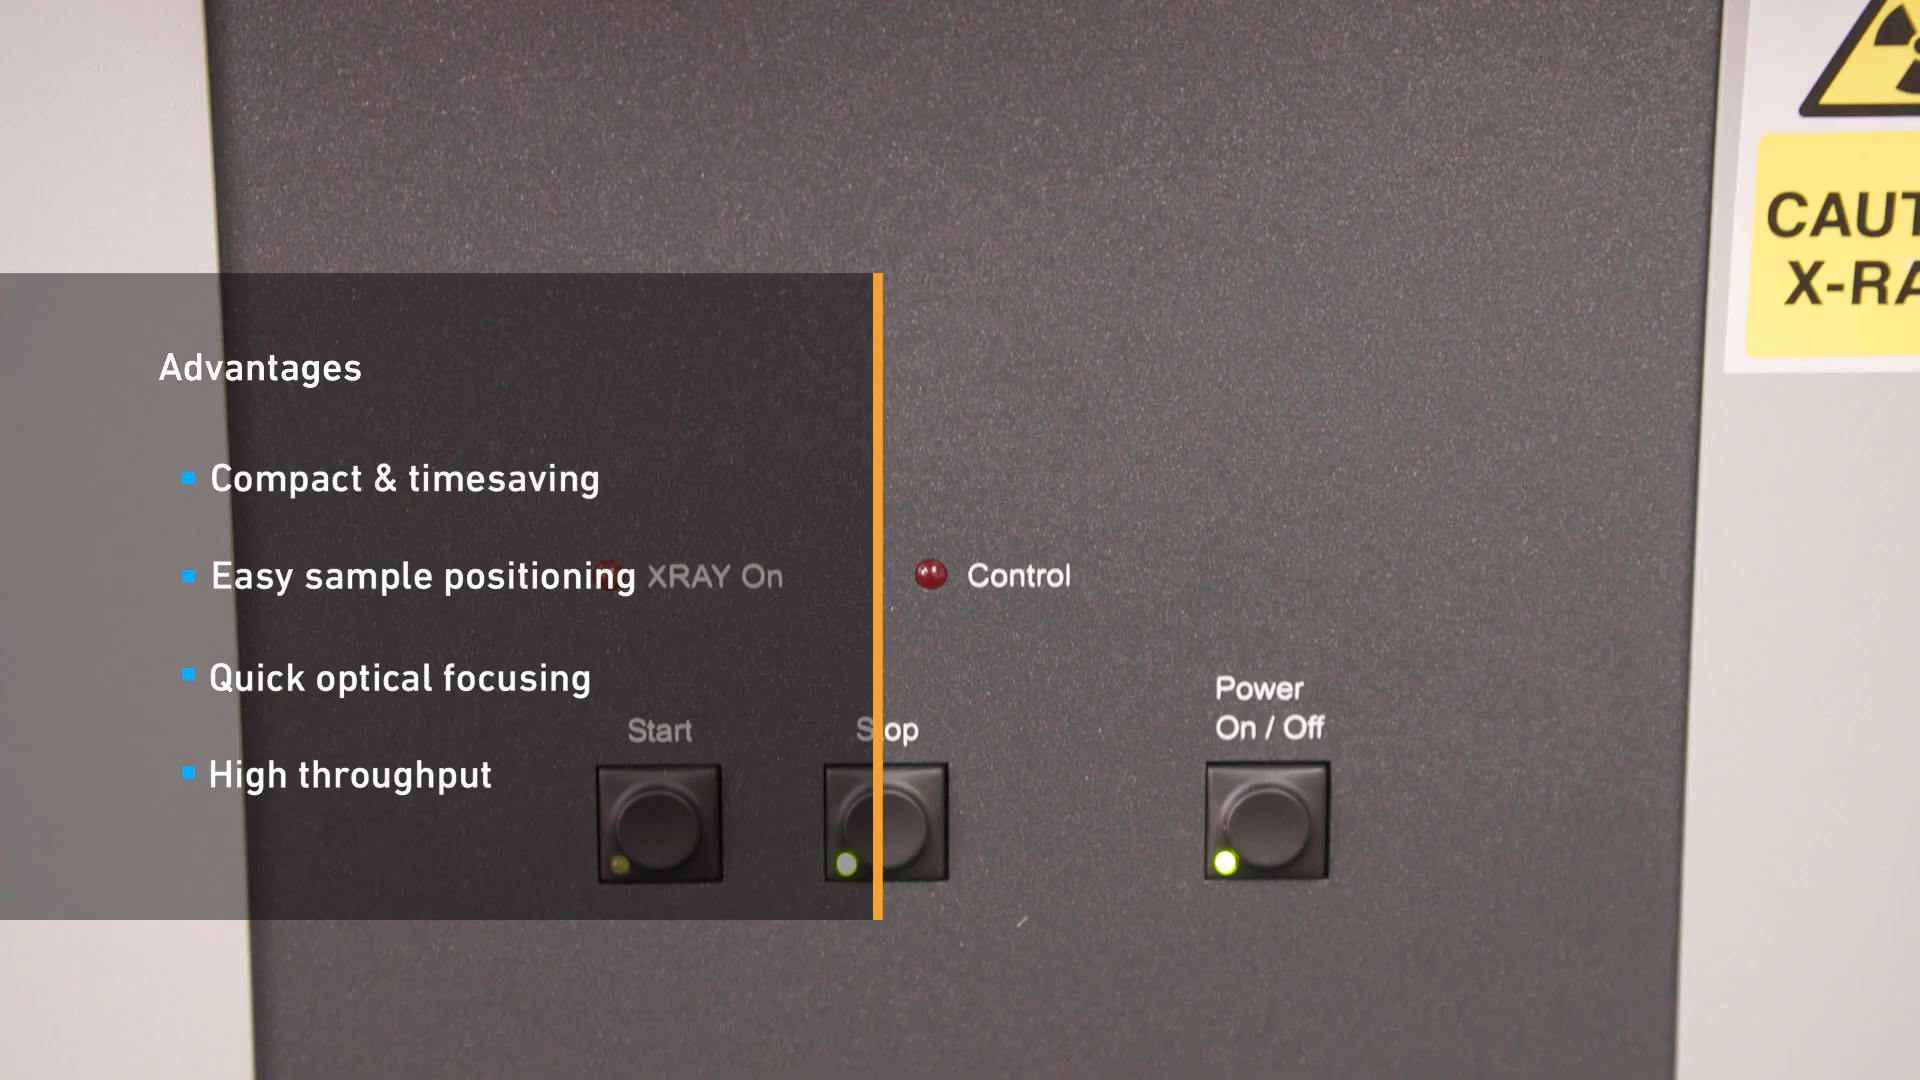 CAUT
X-RA
Advantages
Compact & timesaving
Easy sample positioning
XRAY On
Control
Quick optical focusing
Power
On / Off
Start
Stop
High throughput